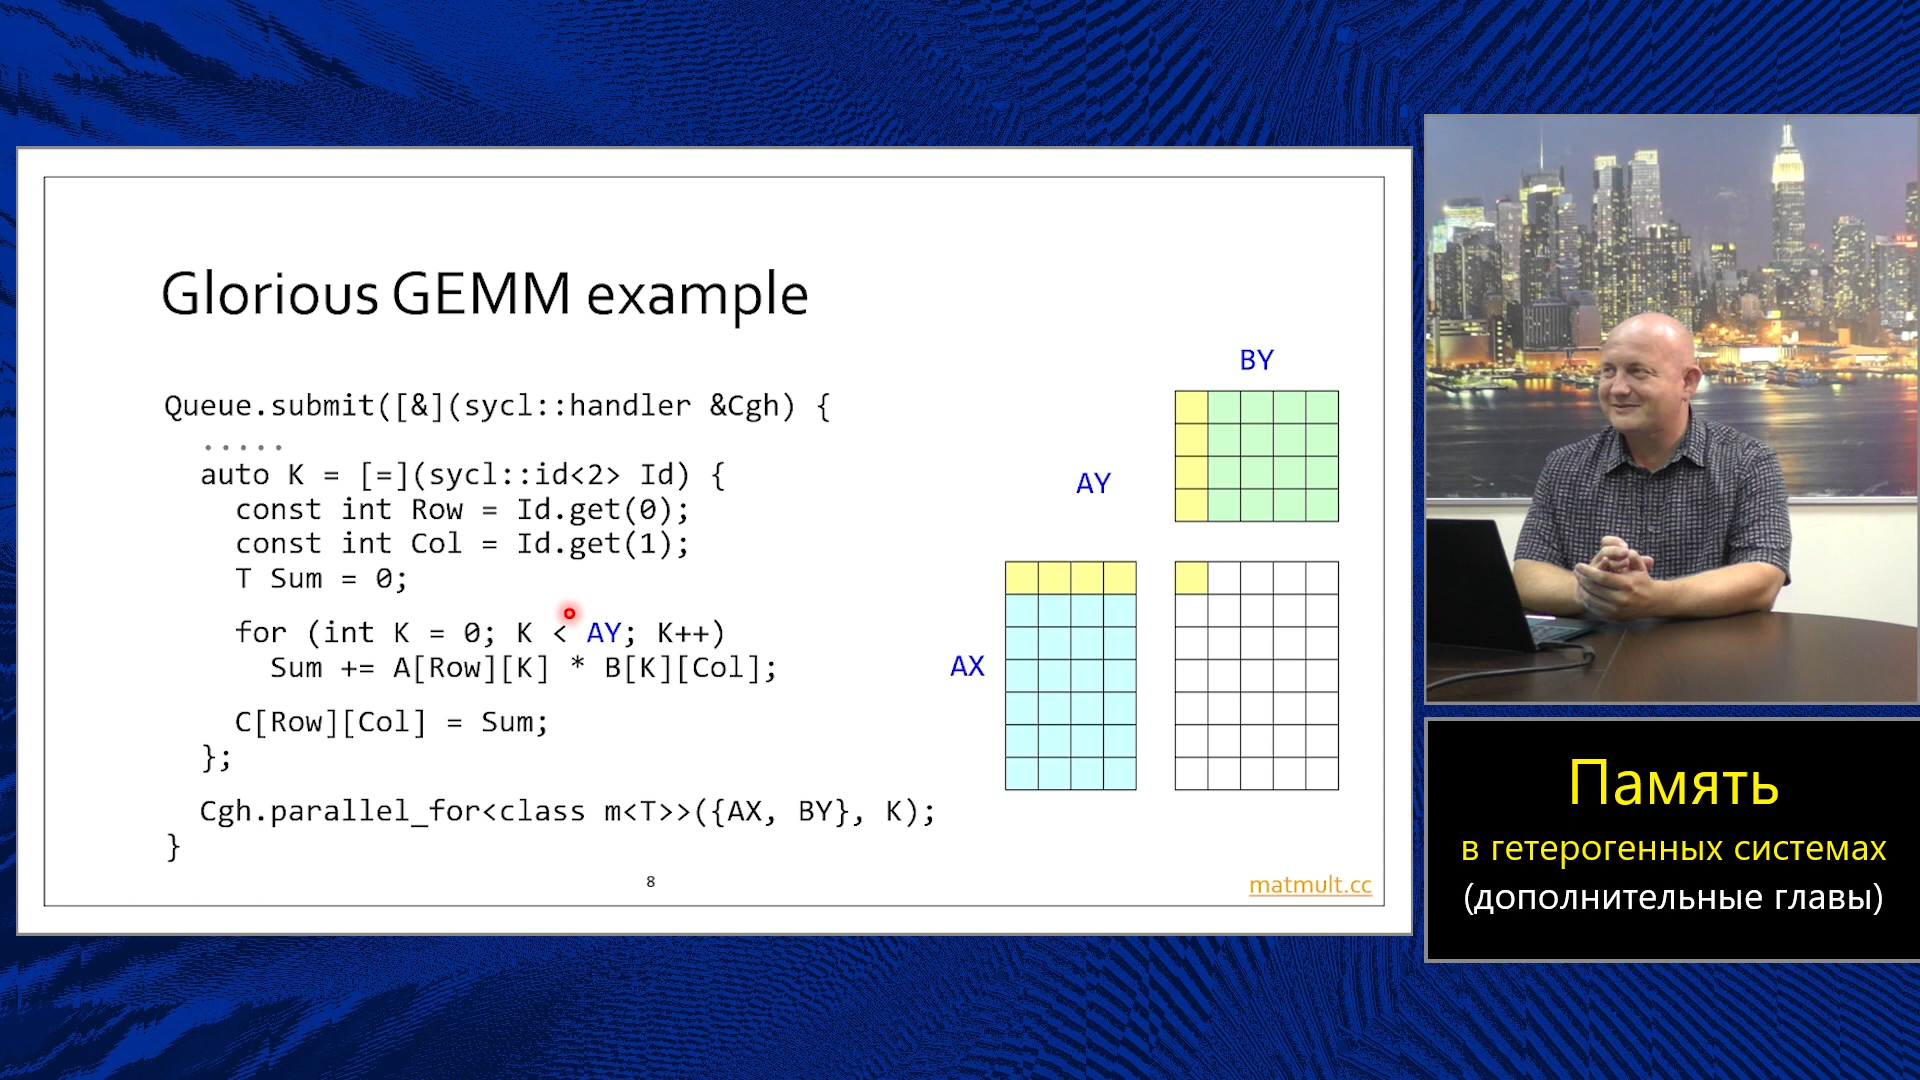 Glorious GEMM example
Queue.submit([&](sycl::handler &Cgh) {
.....
auto K = [=](sycl::id<2> Id) {
const int Row = Id.get(0);
const int Col = Id.get(1);
T Sum = 0;
for (int K = 0; K < AY; K++)
Sum += A[Row][K] * B[K][Col];
C[Row][Col] = Sum;
};
Cgh.parallel_for<class m<T>>({AX, BY}, K);
}
BY
AY
AX
8
matmult.cc
Память
в гетерогенных системах
(дополнительные главы)